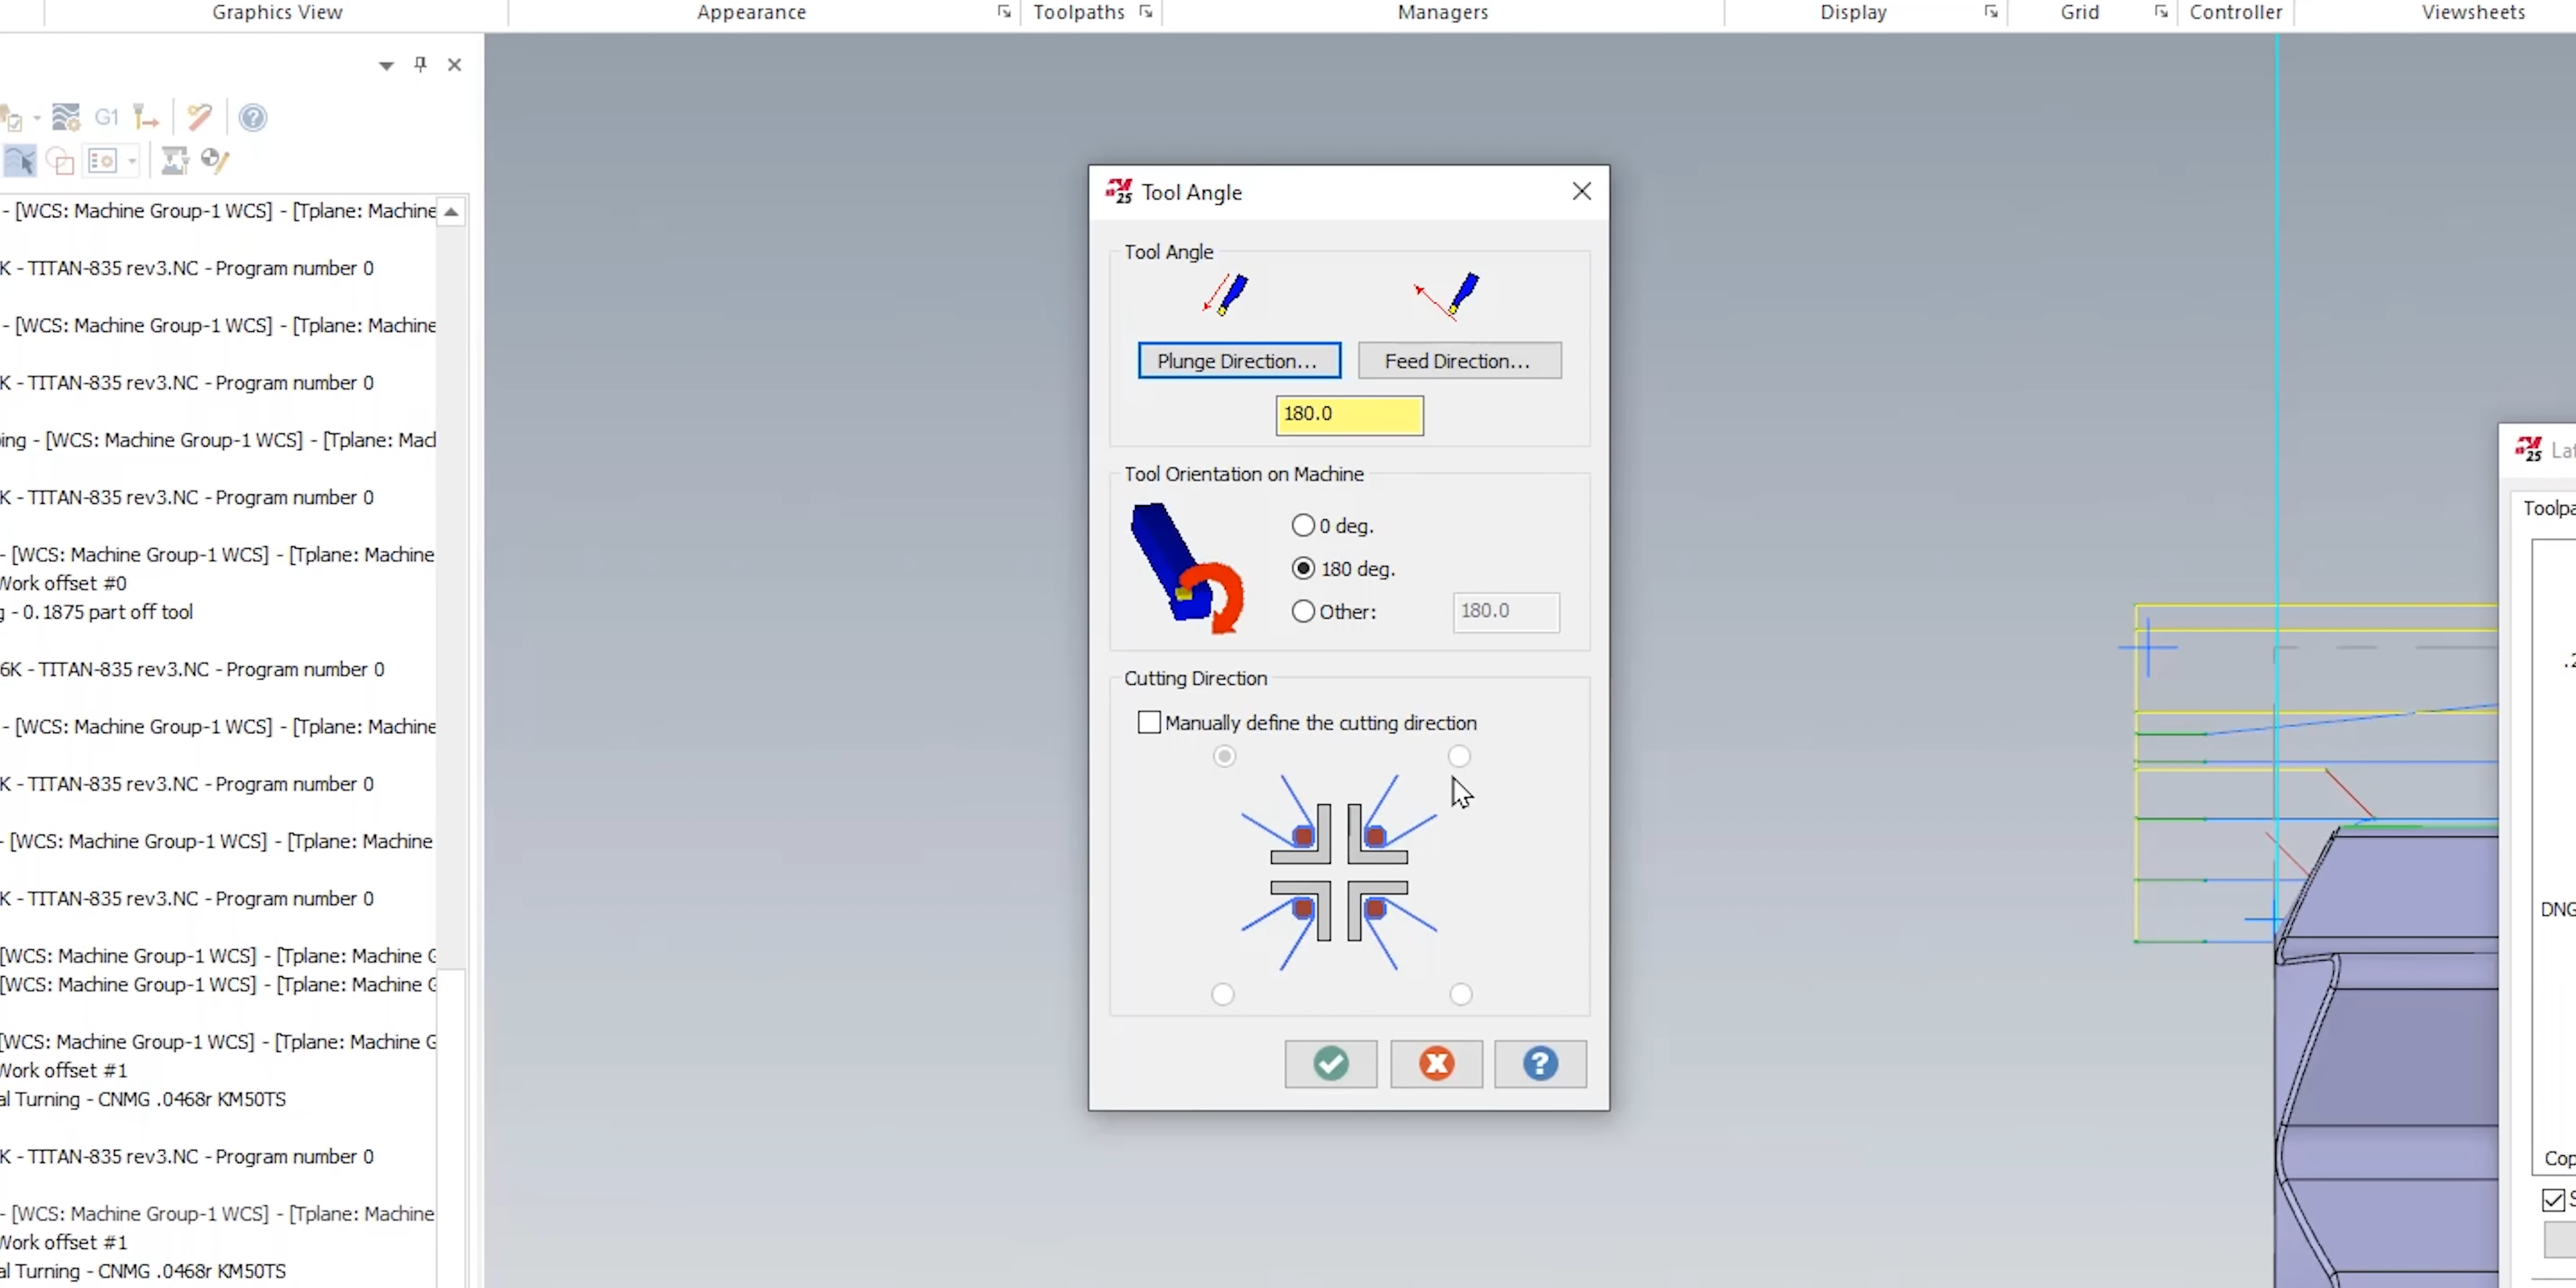 Graphics View
Appearance
Toolpaths
Managers
Display
Grid
Controller
Viewsheets
G1
- [WCS: Machine Group-1 WCS] - [Tplane: Machine
K - TITAN-835 rev3.NC - Program number 0
- [WCS: Machine Group-1 WCS] - [Tplane: Machine
K - TITAN-835 rev3.NC - Program number 0
ing - [WCS: Machine Group-1 WCS] - [Tplane: Mac
K - TITAN-835 rev3.NC - Program number 0
- [WCS: Machine Group-1 WCS] - [Tplane: Machine
Work offset #0
g - 0.1875 part off tool
6K - TITAN-835 rev3.NC - Program number 0
- [WCS: Machine Group-1 WCS] - [Tplane: Machine
K - TITAN-835 rev3.NC - Program number 0
- [WCS: Machine Group-1 WCS] - [Tplane: Machine
K - TITAN-835 rev3.NC - Program number 0
[WCS: Machine Group-1 WCS] - [Tplane: Machine G
[WCS: Machine Group-1 WCS] - [Tplane: Machine G
[WCS: Machine Group-1 WCS] - [Tplane: Machine G
Work offset #1
al Turning - CNMG .0468r KM50TS
K - TITAN-835 rev3.NC - Program number 0
- [WCS: Machine Group-1 WCS] - [Tplane: Machine
Work offset #1
al Turning - CNMG .0468r KM50TS
25 Tool Angle
Tool Angle
Plunge Direction...
Feed Direction...
180.0
Tool Orientation on Machine
0 deg.
180 deg.
Other:
180.0
Cutting Direction
Manually define the cutting direction
25 Lat
Toolpa
.2
DNG
Cop
S